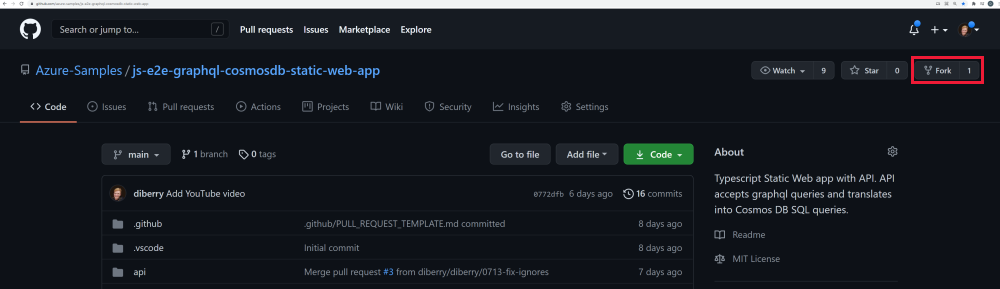 github.com/azure-samples/js-e2e-graphql-cosmosdb-static-web-app
Search or jump to... / Pull requests Issues Marketplace Explore
Azure-Samples / js-e2e-graphql-cosmosdb-static-web-app Watch 9 Star 0 Fork 1
Code Issues Pull requests Actions Projects Wiki Security Insights Settings
main 1 branch 0 tags Go to file Add file Code
diberry Add YouTube video 0772dfb 6 days ago 16 commits
.github .github/PULL_REQUEST_TEMPLATE.md committed 8 days ago
.vscode Initial commit 8 days ago
api Merge pull request #3 from diberry/diberry/0713-fix-ignores 7 days ago
About
Typescript Static Web app with API. API
accepts graphql queries and translates
into Cosmos DB SQL queries.
Readme
MIT License